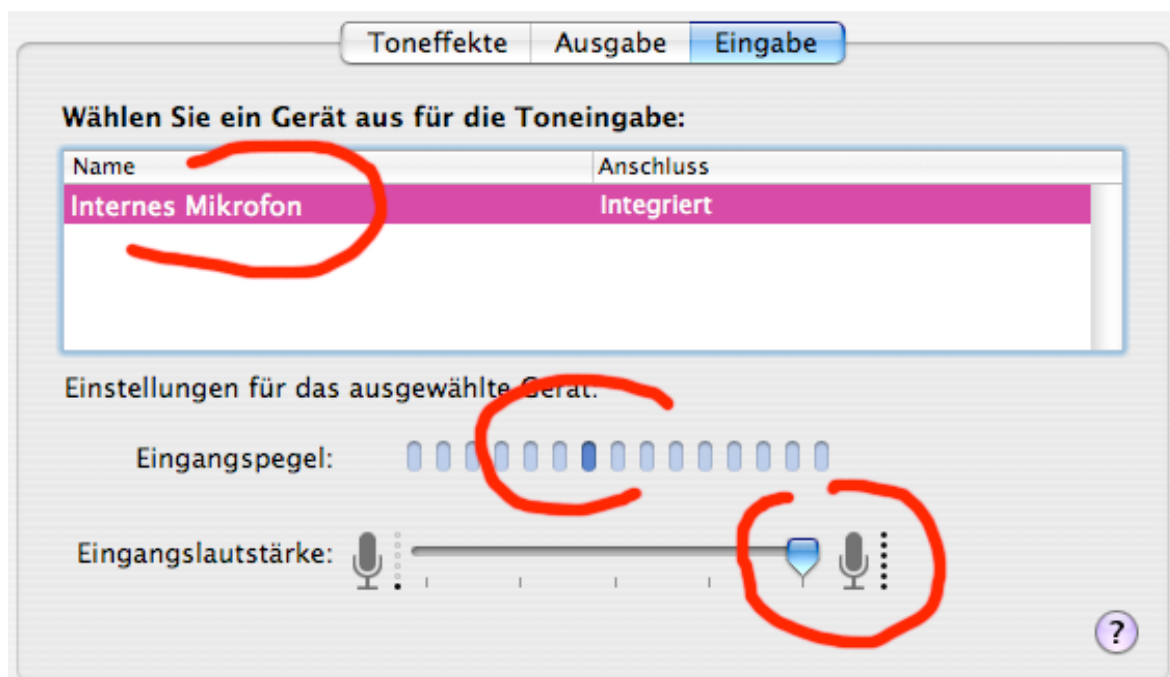 Toneffekte Ausgabe Eingabe
Wählen Sie ein Gerät aus für die Toneingabe:
Name Anschluss
Internes Mikrofon Integriert
Einstellungen für das ausgewählte Gerät:
Eingangspegel:
Eingangslautstärke:
?